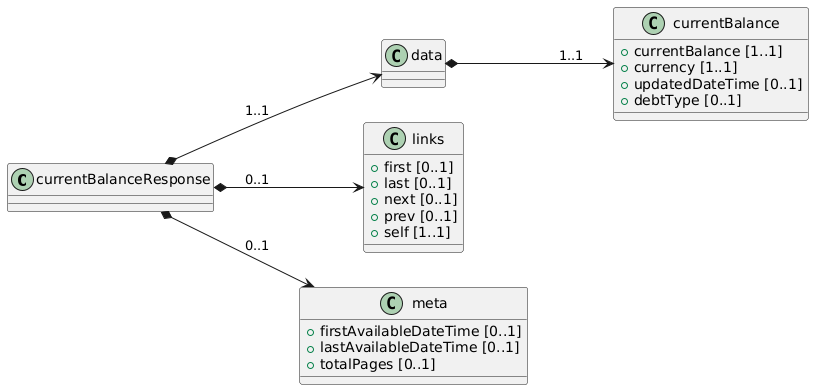 C currentBalance
currentBalance [1..1]
currency [1..1]
updatedDateTime [0..1]
debtType [0..1]
C data
1..1
1..1
C links
first [0..1]
last [0..1]
next [0..1]
prev [0..1]
self [1..1]
C currentBalanceResponse
0..1
0..1
C meta
firstAvailableDateTime [0..1]
lastAvailableDateTime [0..1]
totalPages [0..1]